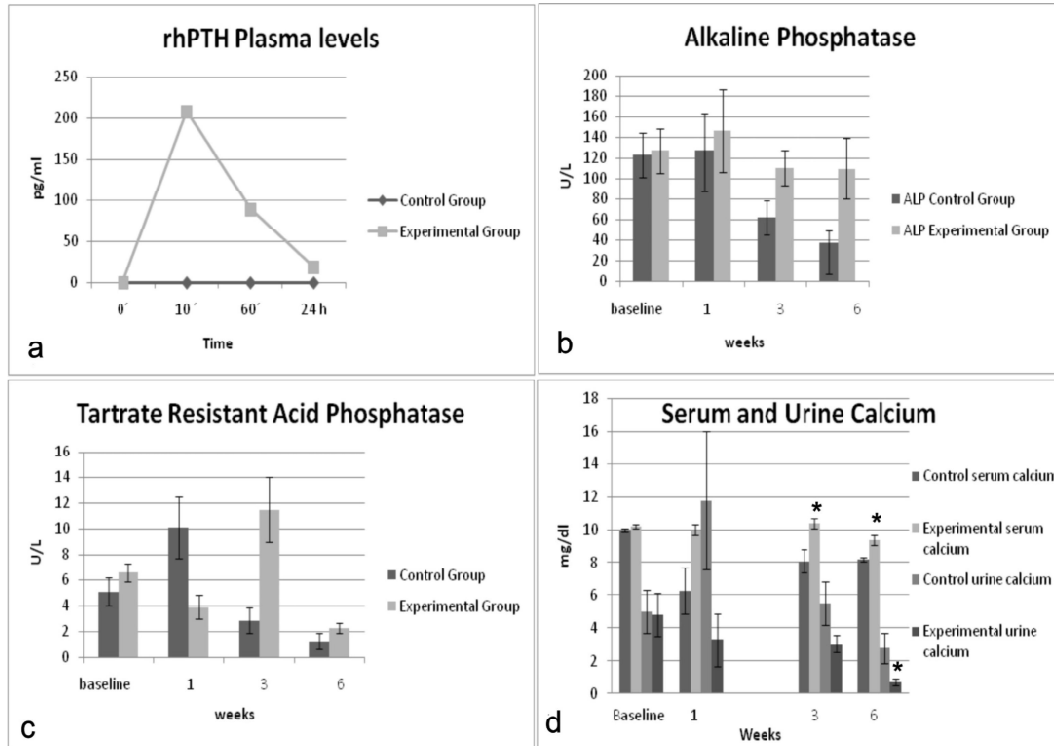 rhPTH Plasma levels
250
200
150
100
50
0
pg/ml
0´
10´
60´
24 h
Time
Control Group
Experimental Group
a
Alkaline Phosphatase
200
180
160
140
120
100
80
60
40
20
0
U/L
baseline
1
3
6
weeks
ALP Control Group
ALP Experimental Group
b
Tartrate Resistant Acid Phosphatase
16
14
12
10
8
6
4
2
0
U/L
baseline
1
3
6
weeks
Control Group
Experimental Group
c
Serum and Urine Calcium
18
16
14
12
10
8
6
4
2
0
mg/dl
*
*
*
Baseline
1
3
6
Weeks
Control serum calcium
Experimental serum
calcium
Control urine calcium
Experimental urine
calcium
d